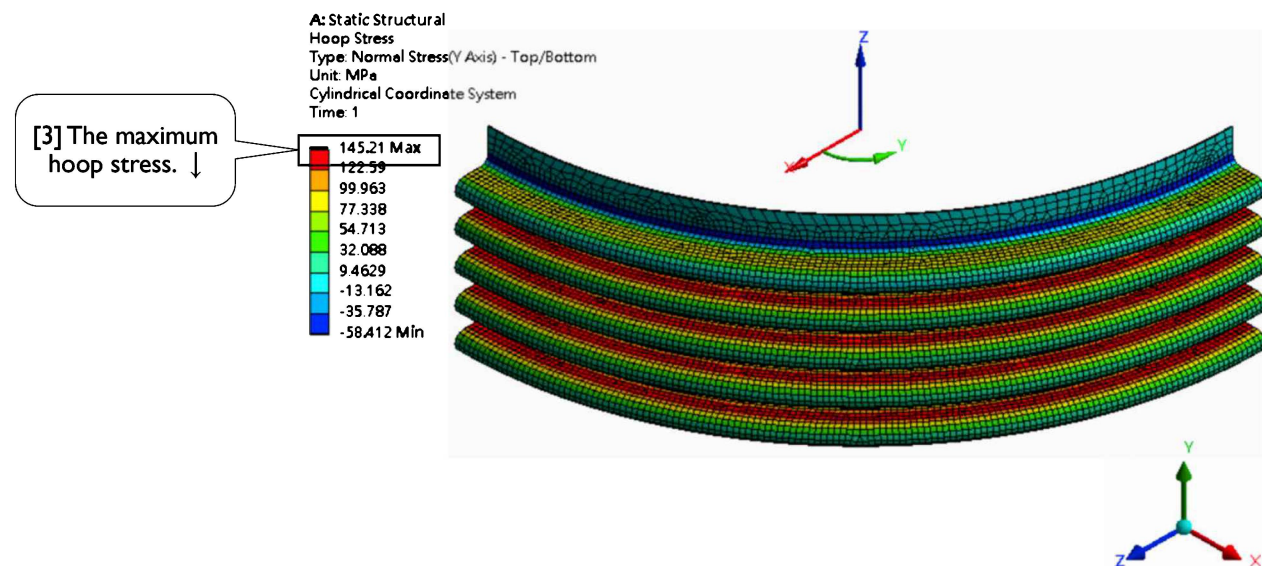 A: Static Structural
Hoop Stress
Type: Normal Stress(Y Axis) - Top/Bottom
Unit: MPa
Cylindrical Coordinate System
Time: 1
[3] The maximum
hoop stress. ↓
145.21 Max
122.59
99.963
77.338
54.713
32.088
9.4629
-13.162
-35.787
-58.412 Min
Z
X
Y
Y
Z
X